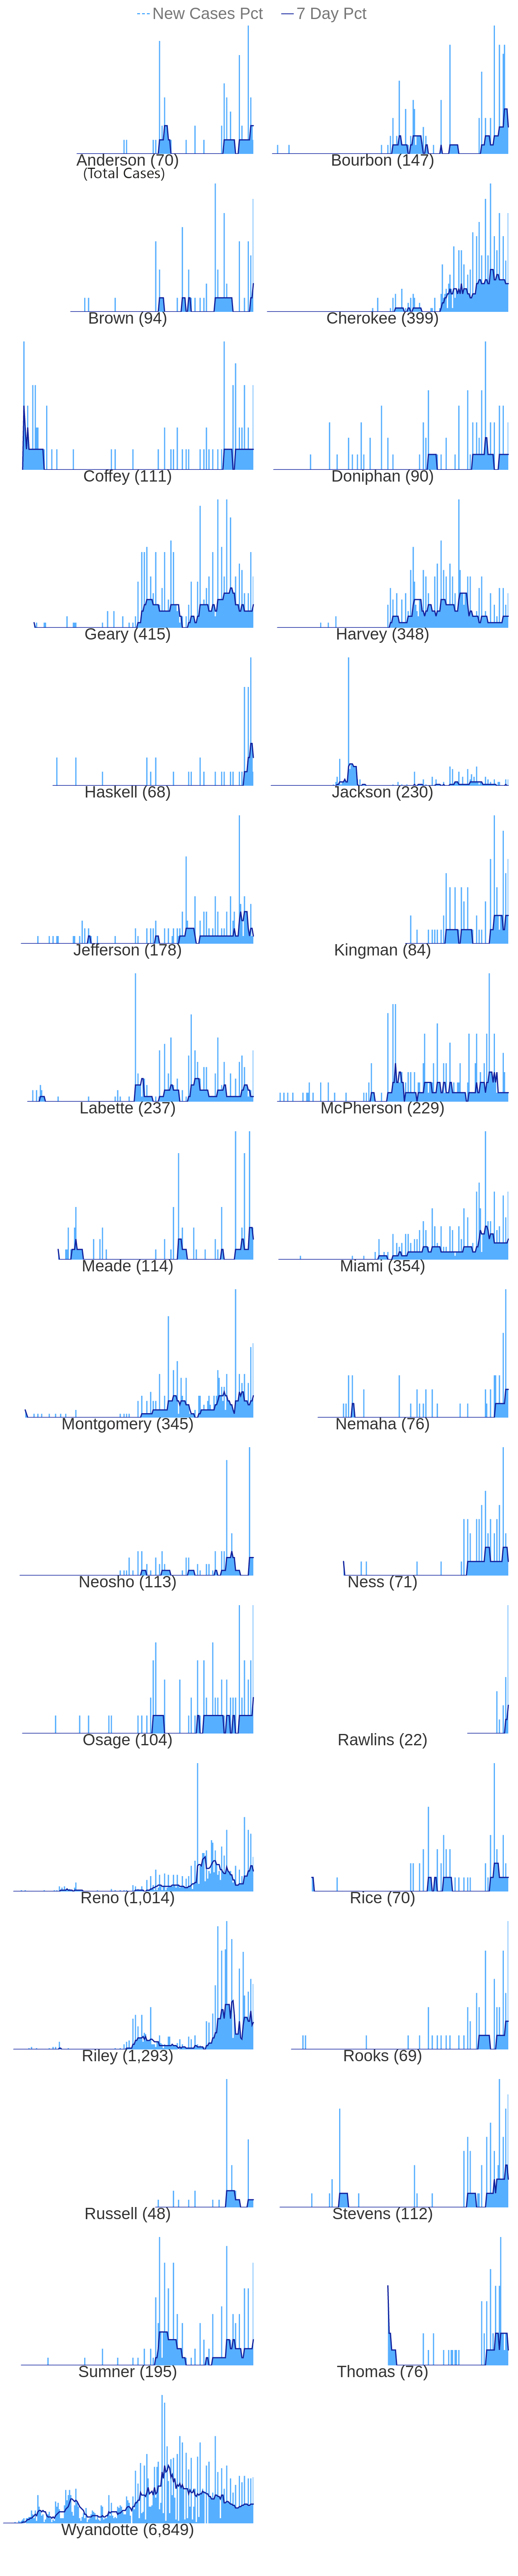 New Cases Pct 7 Day Pct
Anderson (70) Bourbon (147)
(Total Cases)
Brown (94) Cherokee (399)
Coffey (111) Doniphan (90)
Geary (415) Harvey (348)
Haskell (68) Jackson (230)
Jefferson (178) Kingman (84)
Labette (237) McPherson (229)
Meade (114) Miami (354)
Montgomery (345) Nemaha (76)
Neosho (113) Ness (71)
Osage (104) Rawlins (22)
Reno (1,014) Rice (70)
Riley (1,293) Rooks (69)
Russell (48) Stevens (112)
Sumner (195) Thomas (76)
Wyandotte (6,849)